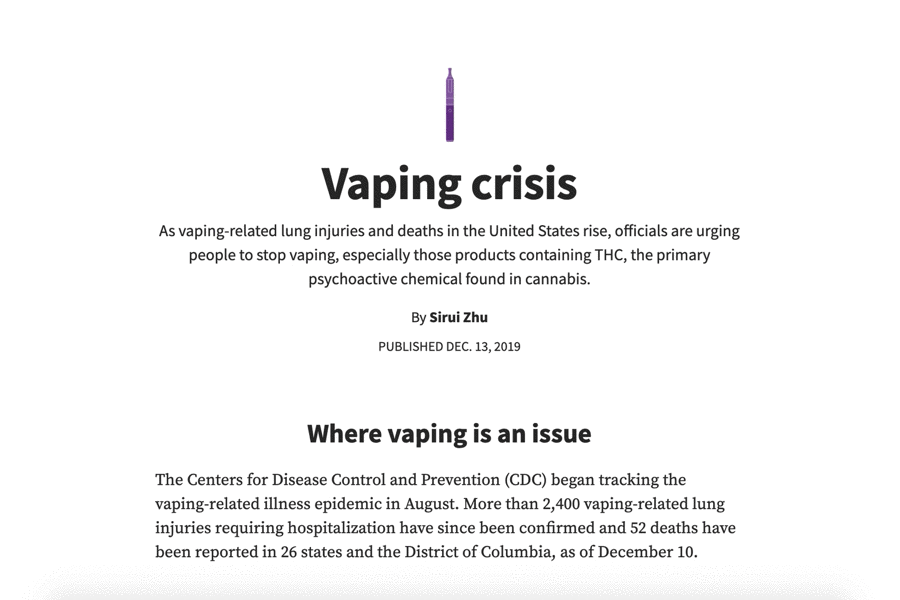 Vaping crisis
As vaping-related lung injuries and deaths in the United States rise, officials are urging
people to stop vaping, especially those products containing THC, the primary
psychoactive chemical found in cannabis.
By Sirui Zhu
PUBLISHED DEC. 13, 2019
Where vaping is an issue
The Centers for Disease Control and Prevention (CDC) began tracking the
vaping-related illness epidemic in August. More than 2,400 vaping-related lung
injuries requiring hospitalization have since been confirmed and 52 deaths have
been reported in 26 states and the District of Columbia, as of December 10.